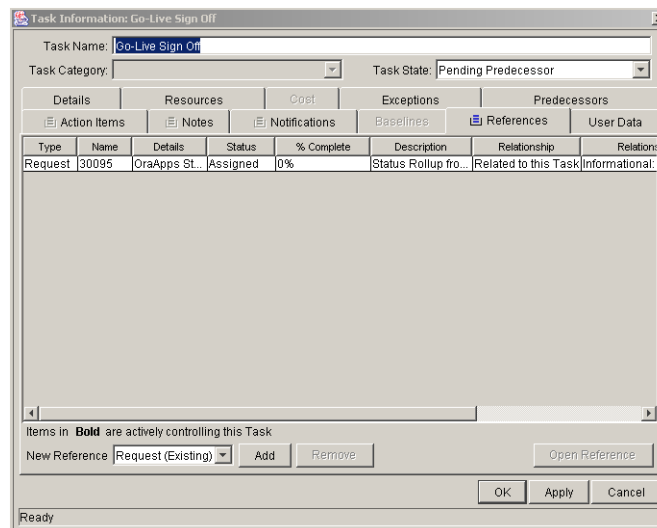 Task Information: Go-Live Sign Off
Task Name: Go-Live Sign Off
Task Category: Task State: Pending Predecessor
Details Resources Cost Exceptions Predecessors
Action Items Notes Notifications Baselines References User Data
Type Name Details Status % Complete Description Relationship Relations
Request 30095 OraApps St... Assigned 0% Status Rollup fro... Related to this Task Informational:
Items in Bold are actively controlling this Task
New Reference Request (Existing) Add Remove Open Reference
OK Apply Cancel
Ready